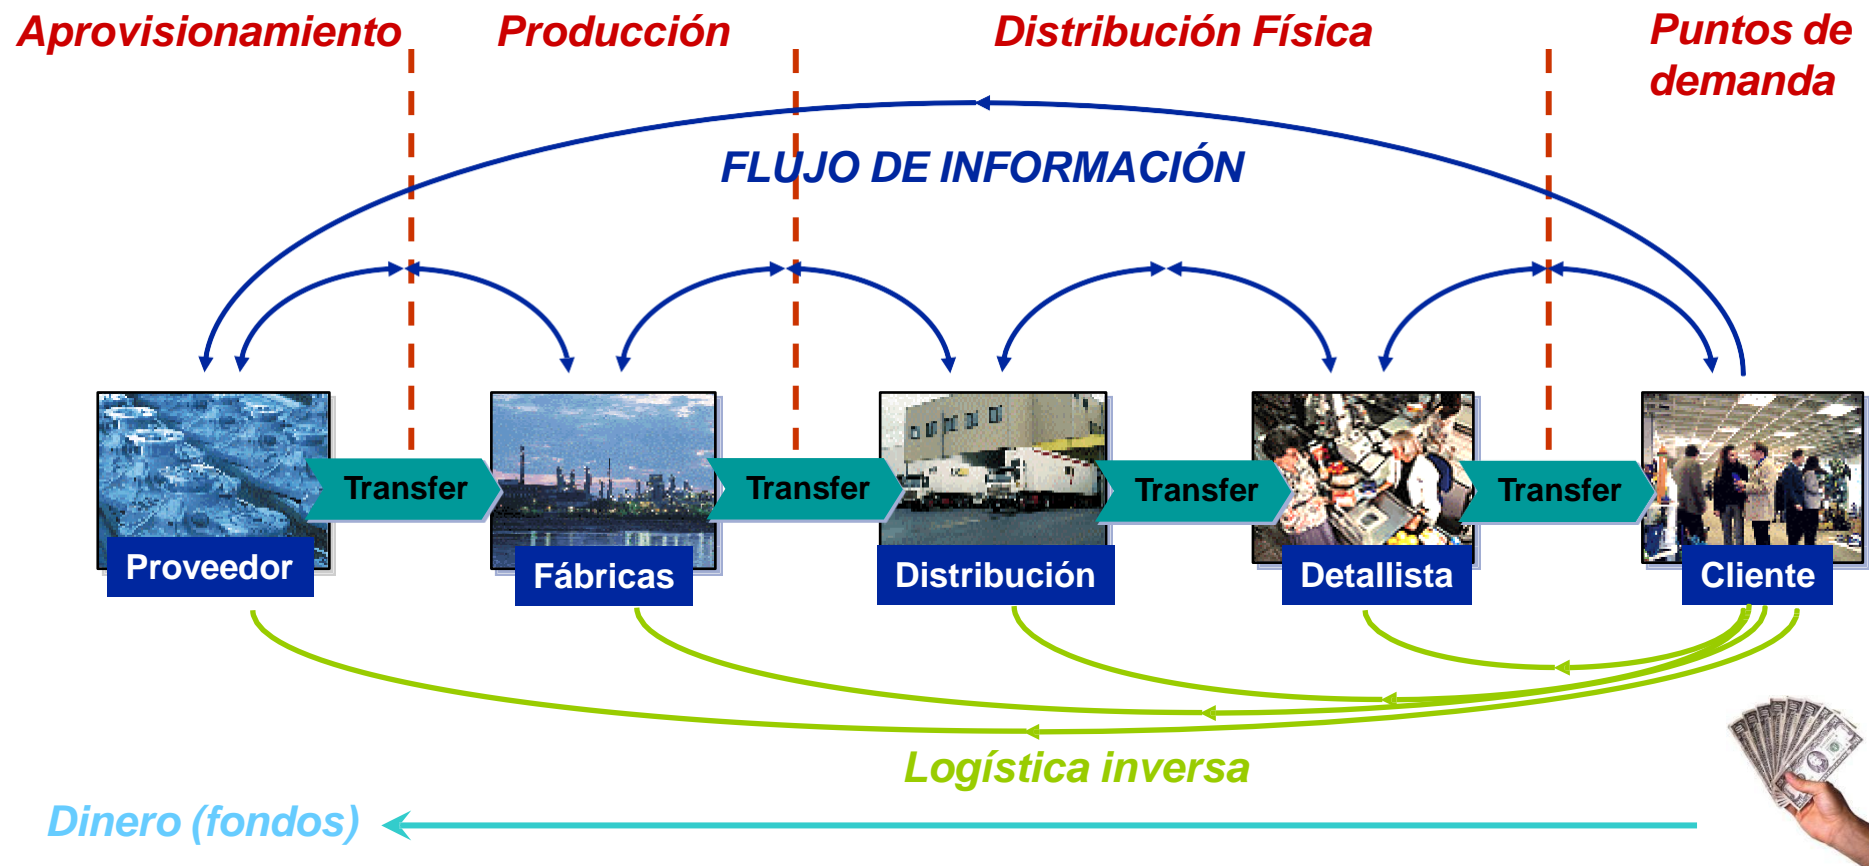 Aprovisionamiento
Producción
Distribución Física
Puntos de
demanda
FLUJO DE INFORMACIÓN
Transfer
Transfer
Transfer
Transfer
Proveedor
Fábricas
Distribución
Detallista
Cliente
Logística inversa
Dinero (fondos)